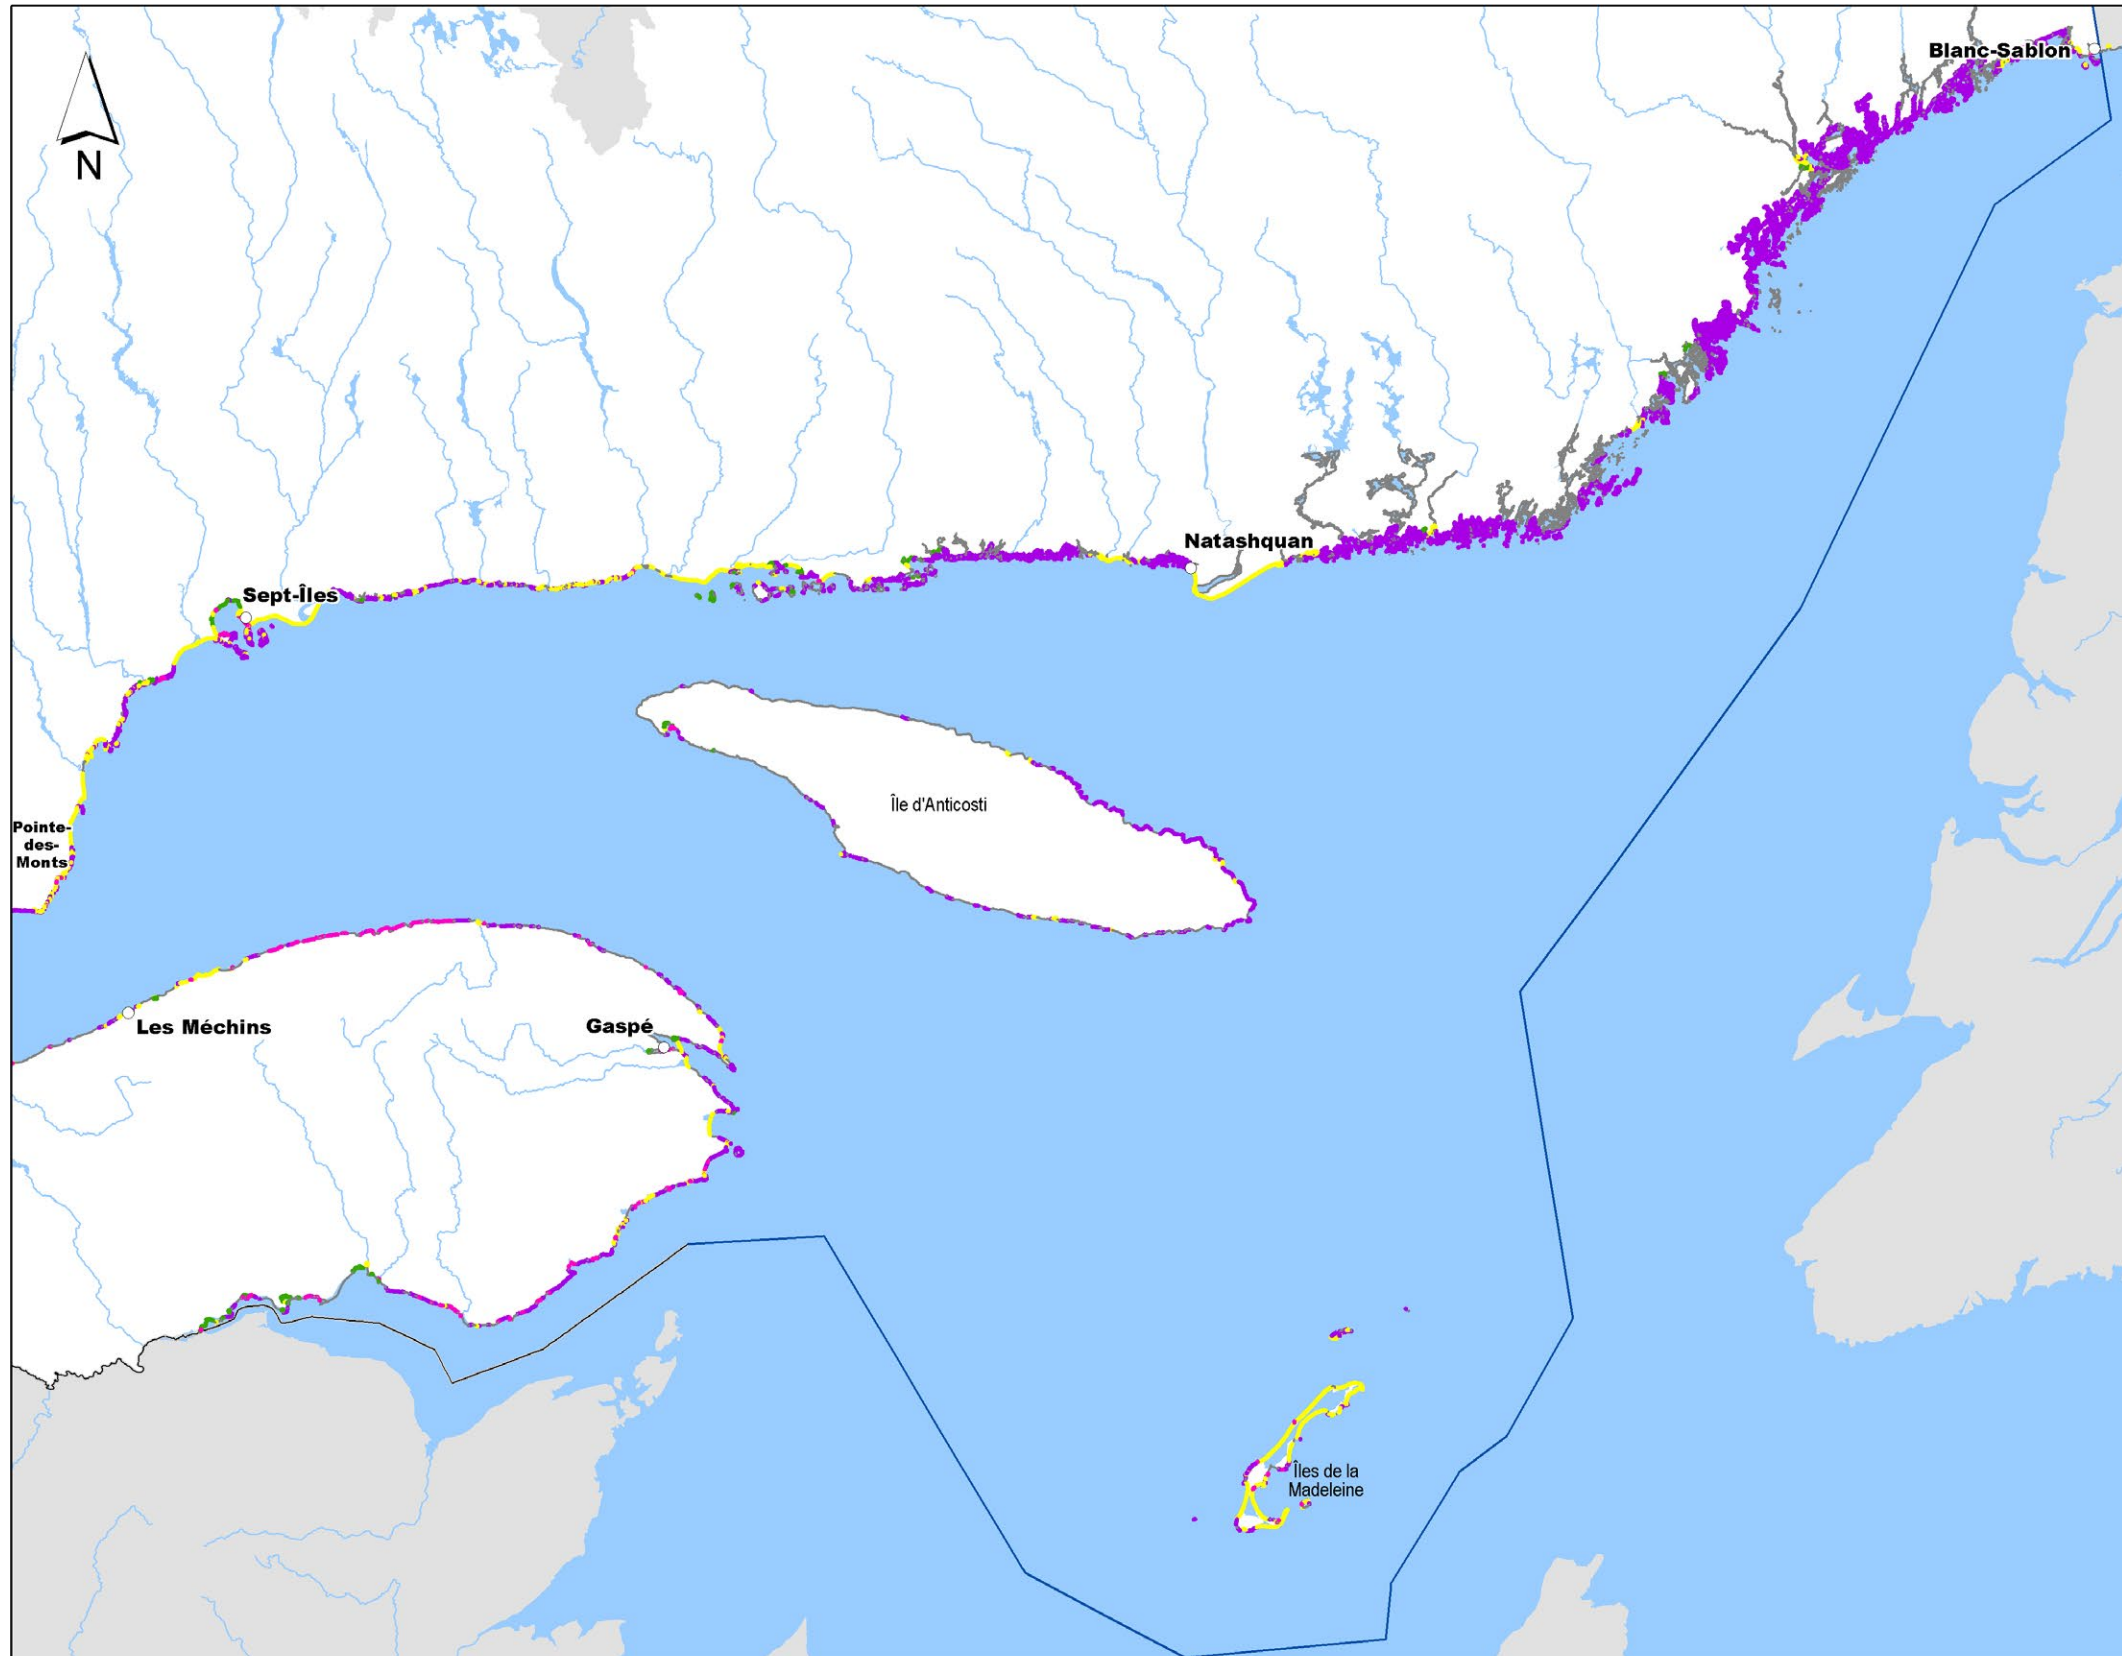 Blanc-Sablon
N
Natashquan
Sept-Îles
Île d'Anticosti
Pointe-
des-
Monts
Les Méchins
Gaspé
Îles de la
Madeleine